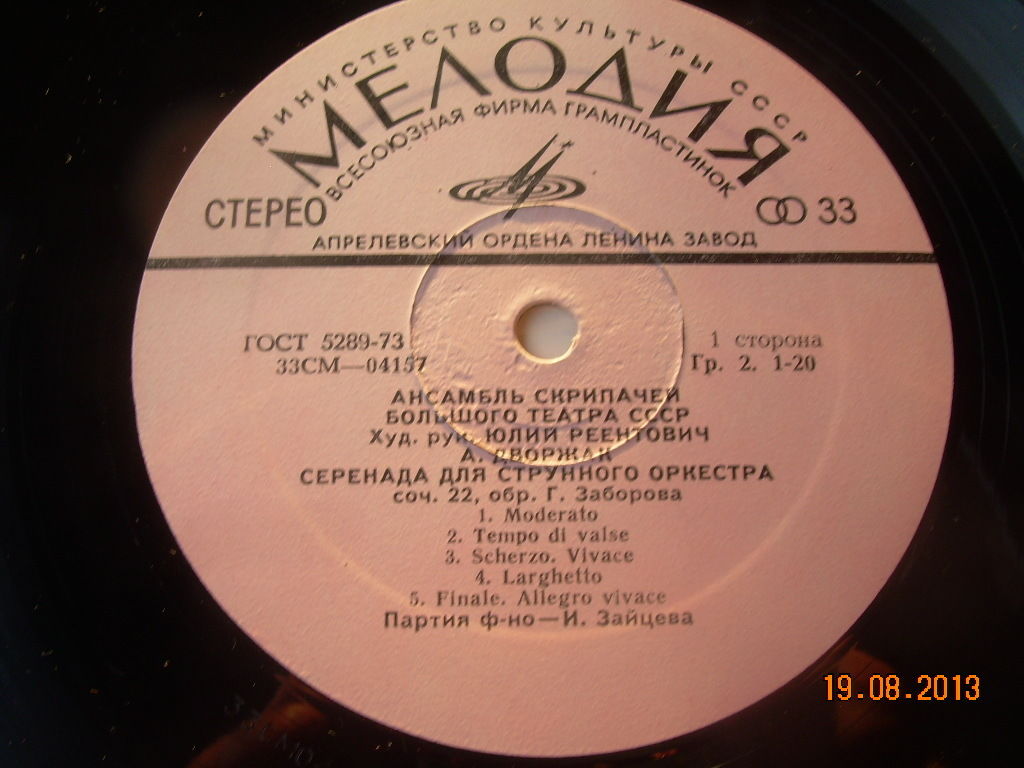 МИНИСТЕРСТВО КУЛЬТУРЫ СССР
МЕЛОДИЯ
ВСЕСОЮЗНАЯ ФИРМА ГРАМПЛАСТИНОК
СТЕРЕО
33
АПРЕЛЕВСКИЙ ОРДЕНА ЛЕНИНА ЗАВОД
ГОСТ 5289-73
1 сторона
33СМ—04157
Гр. 2. 1-20
АНСАМБЛЬ СКРИПАЧЕЙ
БОЛЬШОГО ТЕАТРА СССР
Худ. рук. ЮЛИЙ РЕЕНТОВИЧ
А. ДВОРЖАК
СЕРЕНАДА ДЛЯ СТРУННОГО ОРКЕСТРА
соч. 22, обр. Г. Заборова
1. Moderato
2. Tempo di valse
3. Scherzo. Vivace
4. Larghetto
5. Finale. Allegro vivace
Партия ф-но—И. Зайцева
19.08.2013